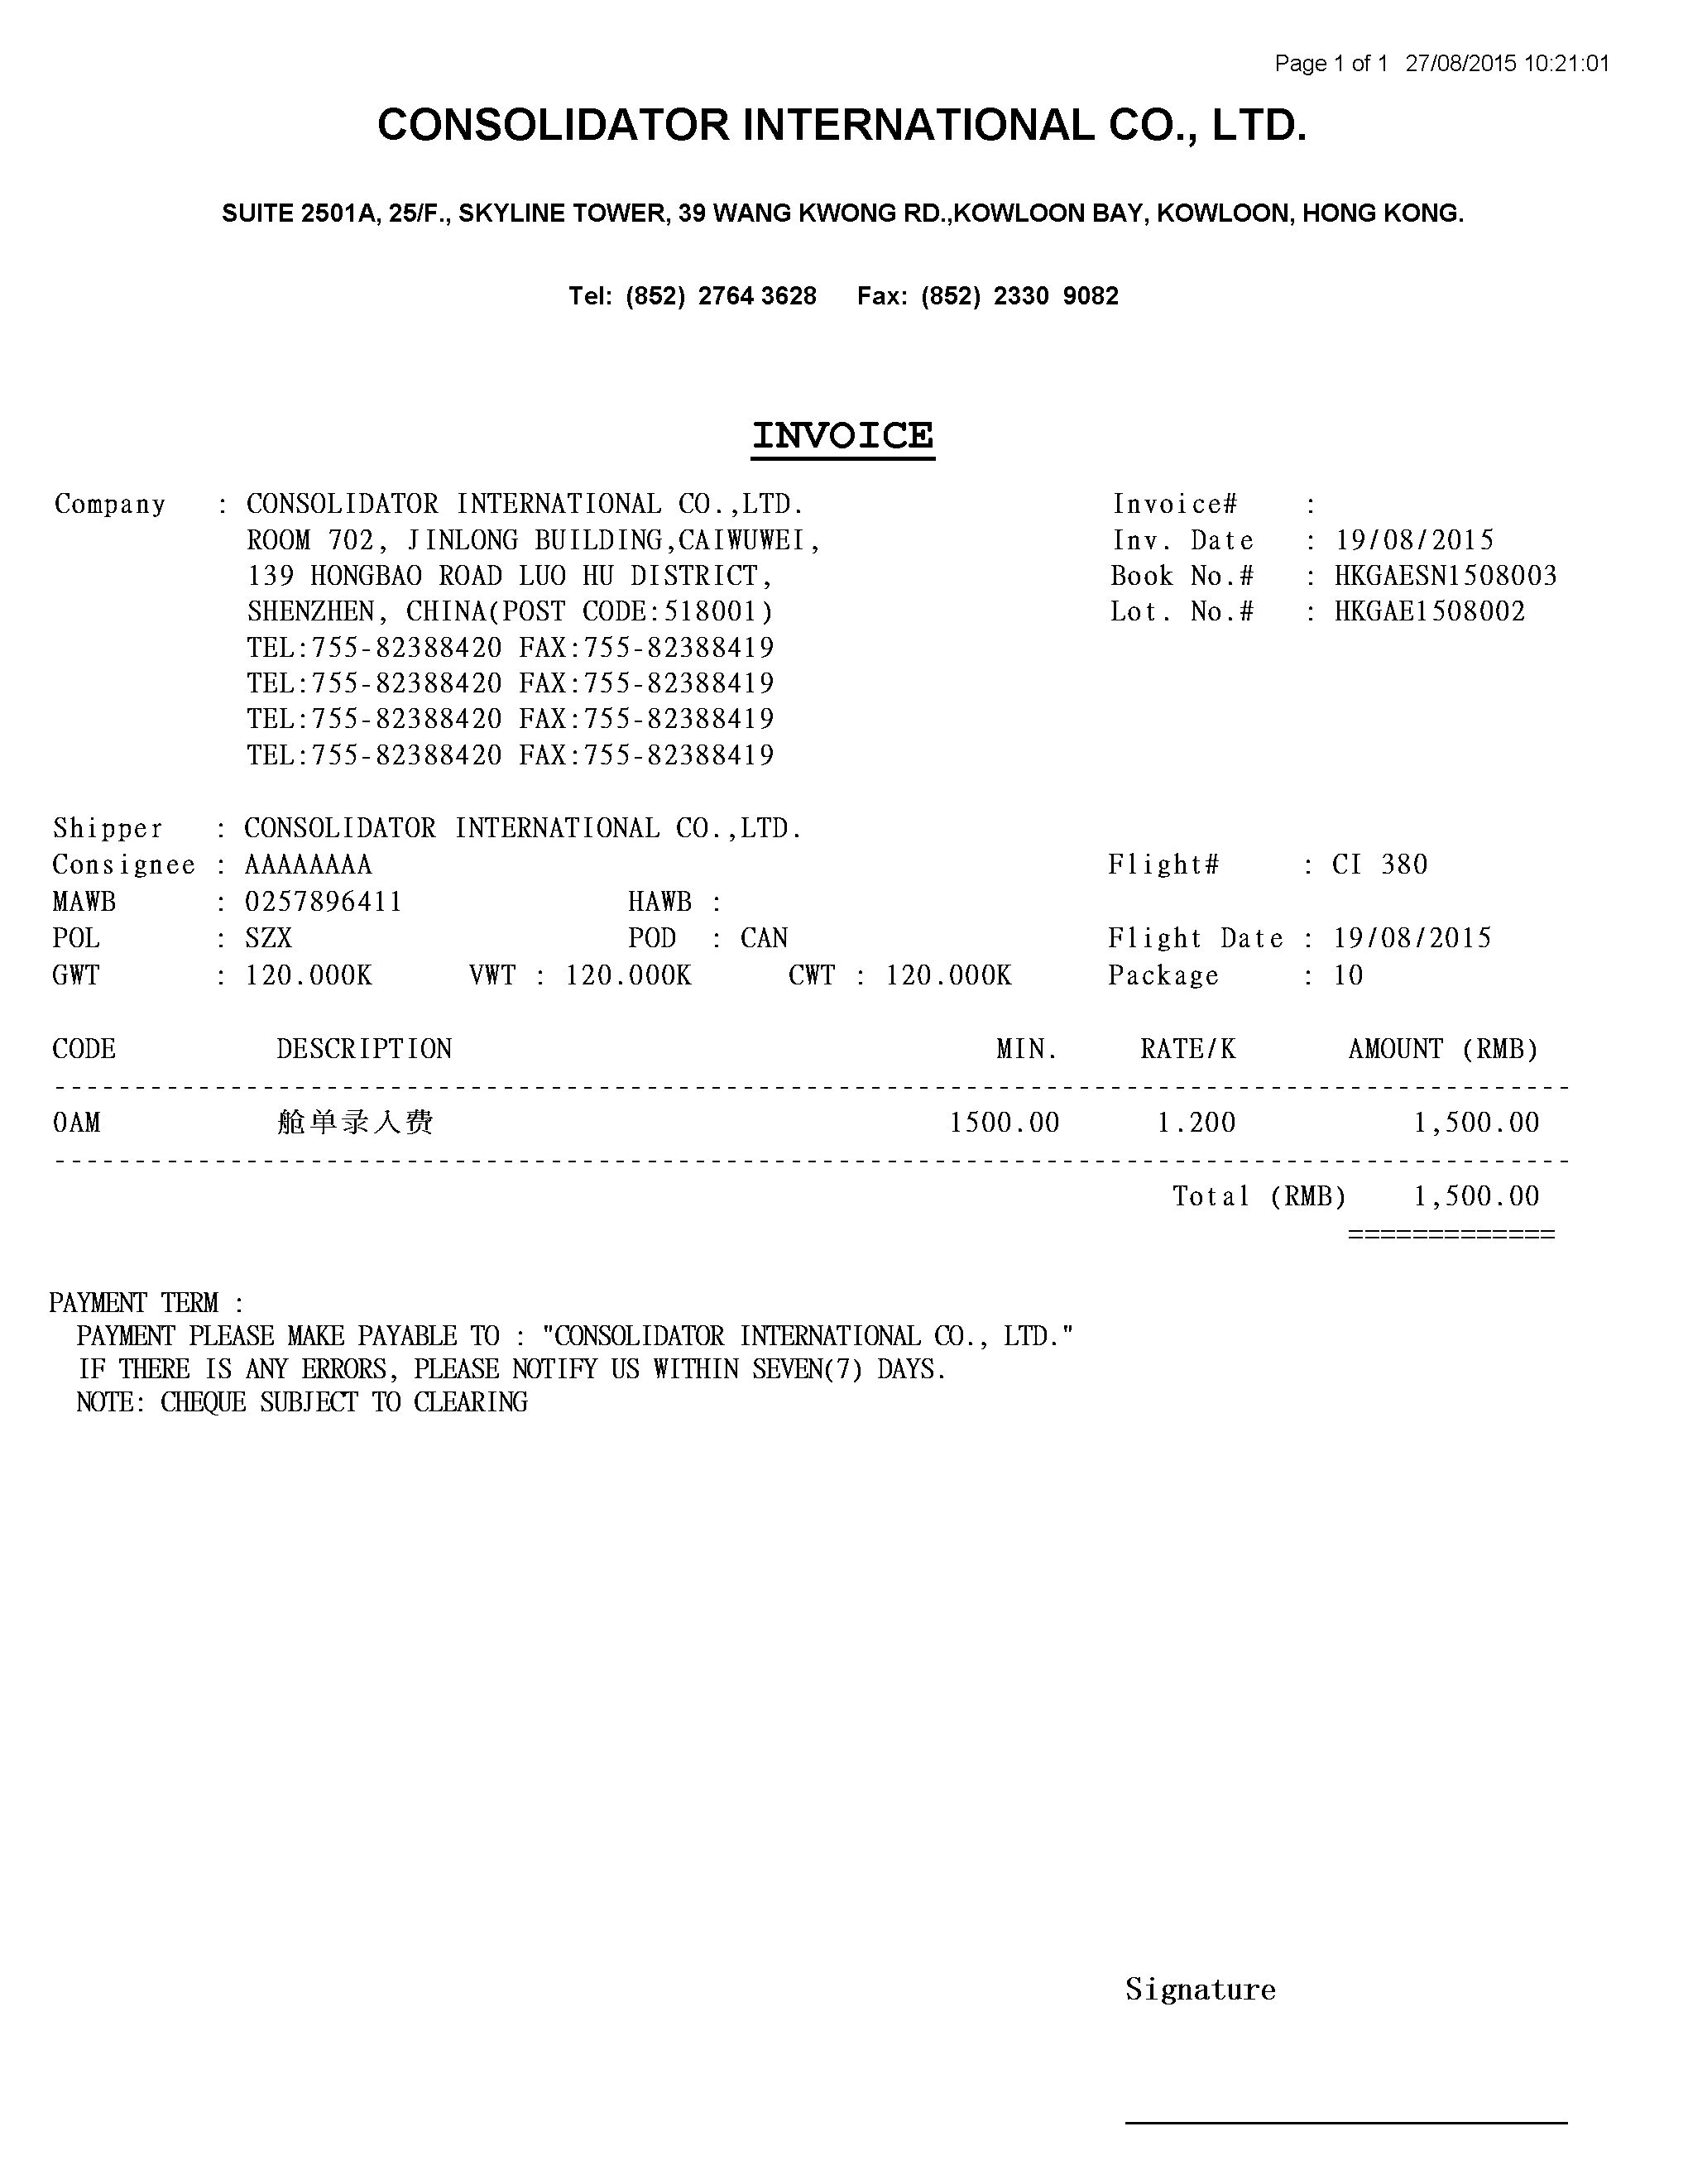 Page 1 of 1 27/08/2015 10:21:01
CONSOLIDATOR INTERNATIONAL CO., LTD.
SUITE 2501A, 25/F., SKYLINE TOWER, 39 WANG KWONG RD.,KOWLOON BAY, KOWLOON, HONG KONG.
Tel: (852) 2764 3628 Fax: (852) 2330 9082
INVOICE
Company : CONSOLIDATOR INTERNATIONAL CO.,LTD. Invoice# :
ROOM 702, JINLONG BUILDING,CAIWUWEI, Inv. Date : 19/08/2015
139 HONGBAO ROAD LUO HU DISTRICT, Book No.# : HKGAESN1508003
SHENZHEN, CHINA(POST CODE:518001) Lot. No.# : HKGAE1508002
TEL:755-82388420 FAX:755-82388419
TEL:755-82388420 FAX:755-82388419
TEL:755-82388420 FAX:755-82388419
TEL:755-82388420 FAX:755-82388419
Shipper : CONSOLIDATOR INTERNATIONAL CO.,LTD.
Consignee : AAAAAAAA Flight# : CI 380
MAWB : 0257896411 HAWB :
POL : SZX POD : CAN Flight Date : 19/08/2015
GWT : 120.000K VWT : 120.000K CWT : 120.000K Package : 10
CODE DESCRIPTION MIN. RATE/K AMOUNT (RMB)
OAM 舱单录入费 1500.00 1.200 1,500.00
Total (RMB) 1,500.00
=============
PAYMENT TERM :
PAYMENT PLEASE MAKE PAYABLE TO : "CONSOLIDATOR INTERNATIONAL CO., LTD."
IF THERE IS ANY ERRORS, PLEASE NOTIFY US WITHIN SEVEN(7) DAYS.
NOTE: CHEQUE SUBJECT TO CLEARING
Signature